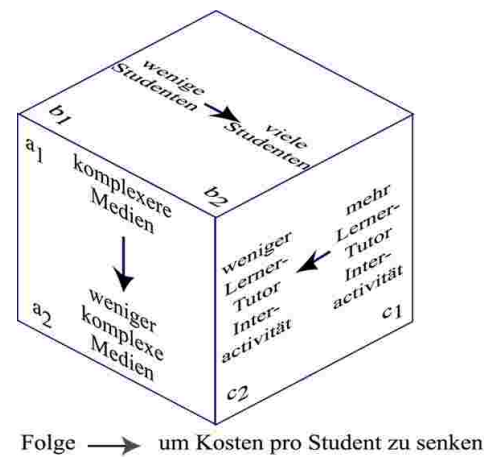 wenige
Studenten
viele
Studenten
b1
b2
a1
komplexere
Medien
weniger
komplexe
Medien
a2
weniger
Lerner-
Tutor
Inter-
activität
c2
mehr
Lerner-
Tutor
Inter-
activität
c1
Folge → um Kosten pro Student zu senken